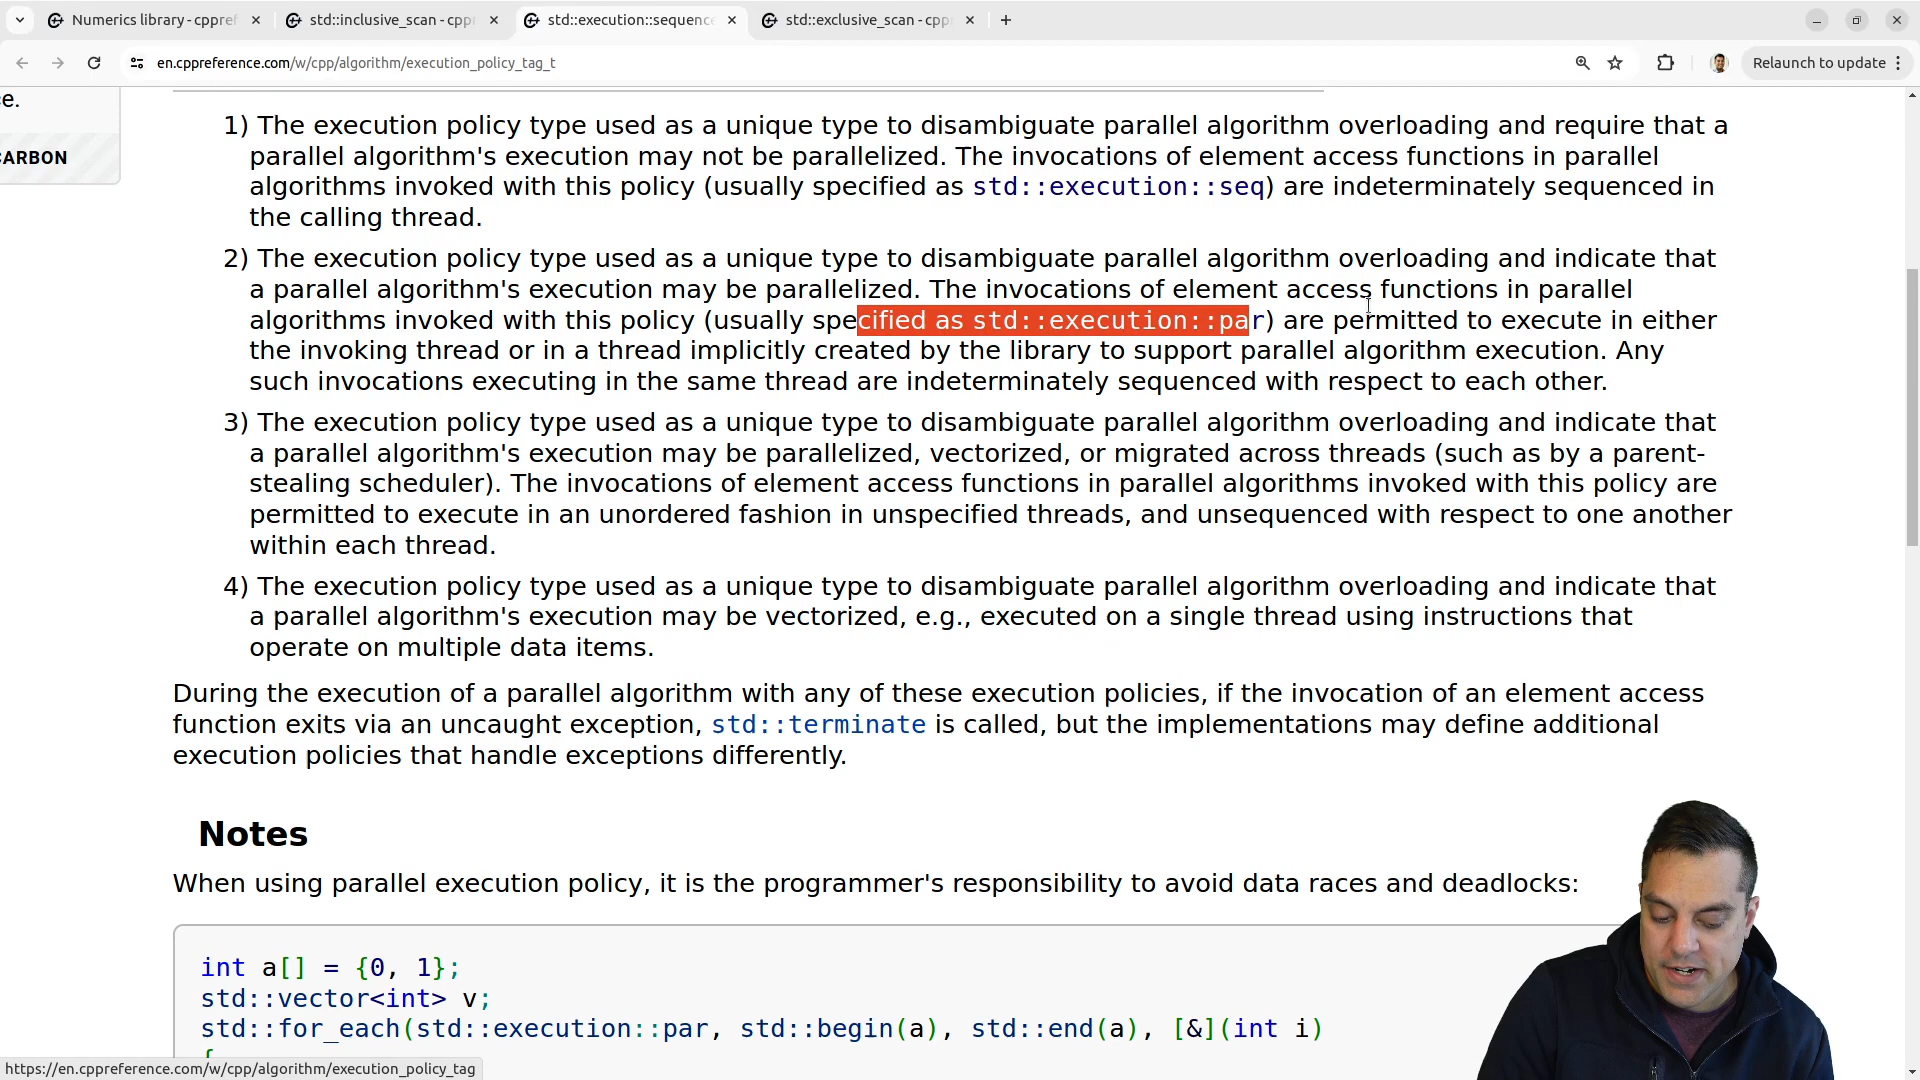 Numerics library - cppref
std::inclusive_scan - cppr
std::execution::sequence
std::exclusive_scan - cpp
en.cppreference.com/w/cpp/algorithm/execution_policy_tag_t
Relaunch to update
e.
CARBON
1) The execution policy type used as a unique type to disambiguate parallel algorithm overloading and require that a
parallel algorithm's execution may not be parallelized. The invocations of element access functions in parallel
algorithms invoked with this policy (usually specified as std::execution::seq) are indeterminately sequenced in
the calling thread.
2) The execution policy type used as a unique type to disambiguate parallel algorithm overloading and indicate that
a parallel algorithm's execution may be parallelized. The invocations of element access functions in parallel
algorithms invoked with this policy (usually specified as std::execution::par) are permitted to execute in either
the invoking thread or in a thread implicitly created by the library to support parallel algorithm execution. Any
such invocations executing in the same thread are indeterminately sequenced with respect to each other.
3) The execution policy type used as a unique type to disambiguate parallel algorithm overloading and indicate that
a parallel algorithm's execution may be parallelized, vectorized, or migrated across threads (such as by a parent-
stealing scheduler). The invocations of element access functions in parallel algorithms invoked with this policy are
permitted to execute in an unordered fashion in unspecified threads, and unsequenced with respect to one another
within each thread.
4) The execution policy type used as a unique type to disambiguate parallel algorithm overloading and indicate that
a parallel algorithm's execution may be vectorized, e.g., executed on a single thread using instructions that
operate on multiple data items.
During the execution of a parallel algorithm with any of these execution policies, if the invocation of an element access
function exits via an uncaught exception, std::terminate is called, but the implementations may define additional
execution policies that handle exceptions differently.
Notes
When using parallel execution policy, it is the programmer's responsibility to avoid data races and deadlocks:
int a[] = {0, 1};
std::vector<int> v;
std::for_each(std::execution::par, std::begin(a), std::end(a), [&](int i)
{
https://en.cppreference.com/w/cpp/algorithm/execution_policy_tag